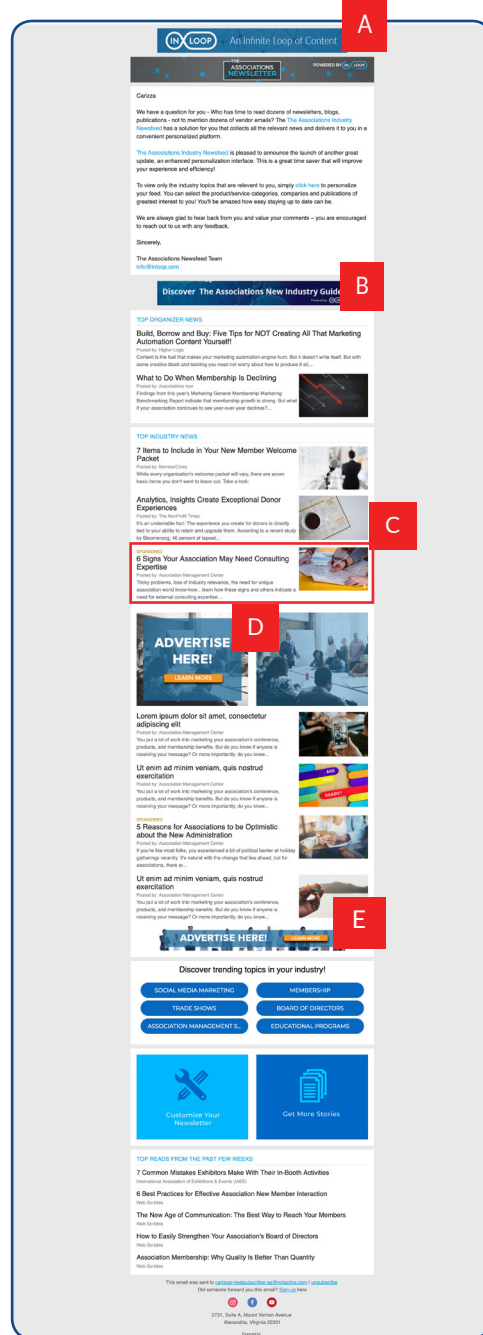 A
IN LOOP An Infinite Loop of Content
THE
ASSOCIATIONS
NEWSLETTER
POWERED BY IN LOOP
Carizza
We have a question for you - Who has time to read dozens of newsletters, blogs,
publications - not to mention dozens of vendor emails? The The Associations Industry
Newsfeed has a solution for you that collects all the relevant news and delivers it to you in a
convenient personalized platform.
The Associations Industry Newsfeed is pleased to announce the launch of another great
update, an enhanced personalization interface. This is a great time saver that will improve
your experience and efficiency!
To view only the industry topics that are relevant to you, simply click here to personalize
your feed. You can select the product/service categories, companies and publications of
greatest interest to you! You'll be amazed how easy staying up to date can be.
We are always glad to hear back from you and value your comments – you are encouraged
to reach out to us with any feedback.
Sincerely,
The Associations Newsfeed Team
info@inloop.com
B
Discover The Associations New Industry Guide
Powered by
TOP ORGANIZER NEWS
Build, Borrow and Buy: Five Tips for NOT Creating All That Marketing
Automation Content Yourself!
Posted by: Higher Logic
Content is the fuel that makes your marketing automation engine hum. But it doesn't write itself. But with
some creative block and tackling you need not worry about how to produce it all,...
What to Do When Membership Is Declining
Posted by: Associations now
Findings from this year's Marketing General Membership Marketing
Benchmarking Report indicate that membership growth is strong. But what
if your association continues to see year-over-year declines?...
TOP INDUSTRY NEWS
7 Items to Include in Your New Member Welcome
Packet
Posted by: MemberClicks
While every organization's welcome packet will vary, there are seven
basic items you don't want to leave out. Take a look:
Analytics, Insights Create Exceptional Donor
Experiences
Posted by: The NonProfit Times
It's an undeniable fact: The experience you create for donors is directly
tied to your ability to retain and upgrade them. According to a recent study
by Bloomerang, 46 percent of lapsed...
C
SPONSORED
6 Signs Your Association May Need Consulting
Expertise
Posted by: Association Management Center
Tricky problems, loss of industry relevance, the need for unique
association world know-how... learn how these signs and others indicate a
need for external consulting expertise....
D
ADVERTISE
HERE!
LEARN MORE
Lorem ipsum dolor sit amet, consectetur
adipiscing elit
Posted by: Association Management Center
You put a lot of work into marketing your association's conference,
products, and membership benefits. But do you know if anyone is
receiving your message? Or more importantly, do you know...
Ut enim ad minim veniam, quis nostrud
exercitation
Posted by: Association Management Center
You put a lot of work into marketing your association's conference,
products, and membership benefits. But do you know if anyone is
receiving your message? Or more importantly, do you know...
ARE
READY?
SPONSORED
5 Reasons for Associations to be Optimistic
about the New Administration
Posted by: Association Management Center
If you're like most folks, you experienced a bit of political banter at holiday
gatherings recently. It's natural with the change that lies ahead, but for
associations, there ar...
Ut enim ad minim veniam, quis nostrud
exercitation
Posted by: Association Management Center
You put a lot of work into marketing your association's conference,
products, and membership benefits. But do you know if anyone is
receiving your message? Or more importantly, do you know...
E
ADVERTISE HERE! LEARN MORE
Discover trending topics in your industry!
SOCIAL MEDIA MARKETING
MEMBERSHIP
TRADE SHOWS
BOARD OF DIRECTORS
ASSOCIATION MANAGEMENT S...
EDUCATIONAL PROGRAMS
Customize Your
Newsletter
Get More Stories
TOP READS FROM THE PAST FEW WEEKS
7 Common Mistakes Exhibitors Make With Their In-Booth Activities
International Association of Exhibitions & Events (IAEE)
6 Best Practices for Effective Association New Member Interaction
Web Scribble
The New Age of Communication: The Best Way to Reach Your Members
Web Scribble
How to Easily Strengthen Your Association's Board of Directors
Web Scribble
Association Membership: Why Quality Is Better Than Quantity
Web Scribble
This email was sent to | unsubscribe
Did someone forward you this email? Sign up here
2731, Suite A, Mount Vernon Avenue
Alexandria, Virginia 22301
Powered by